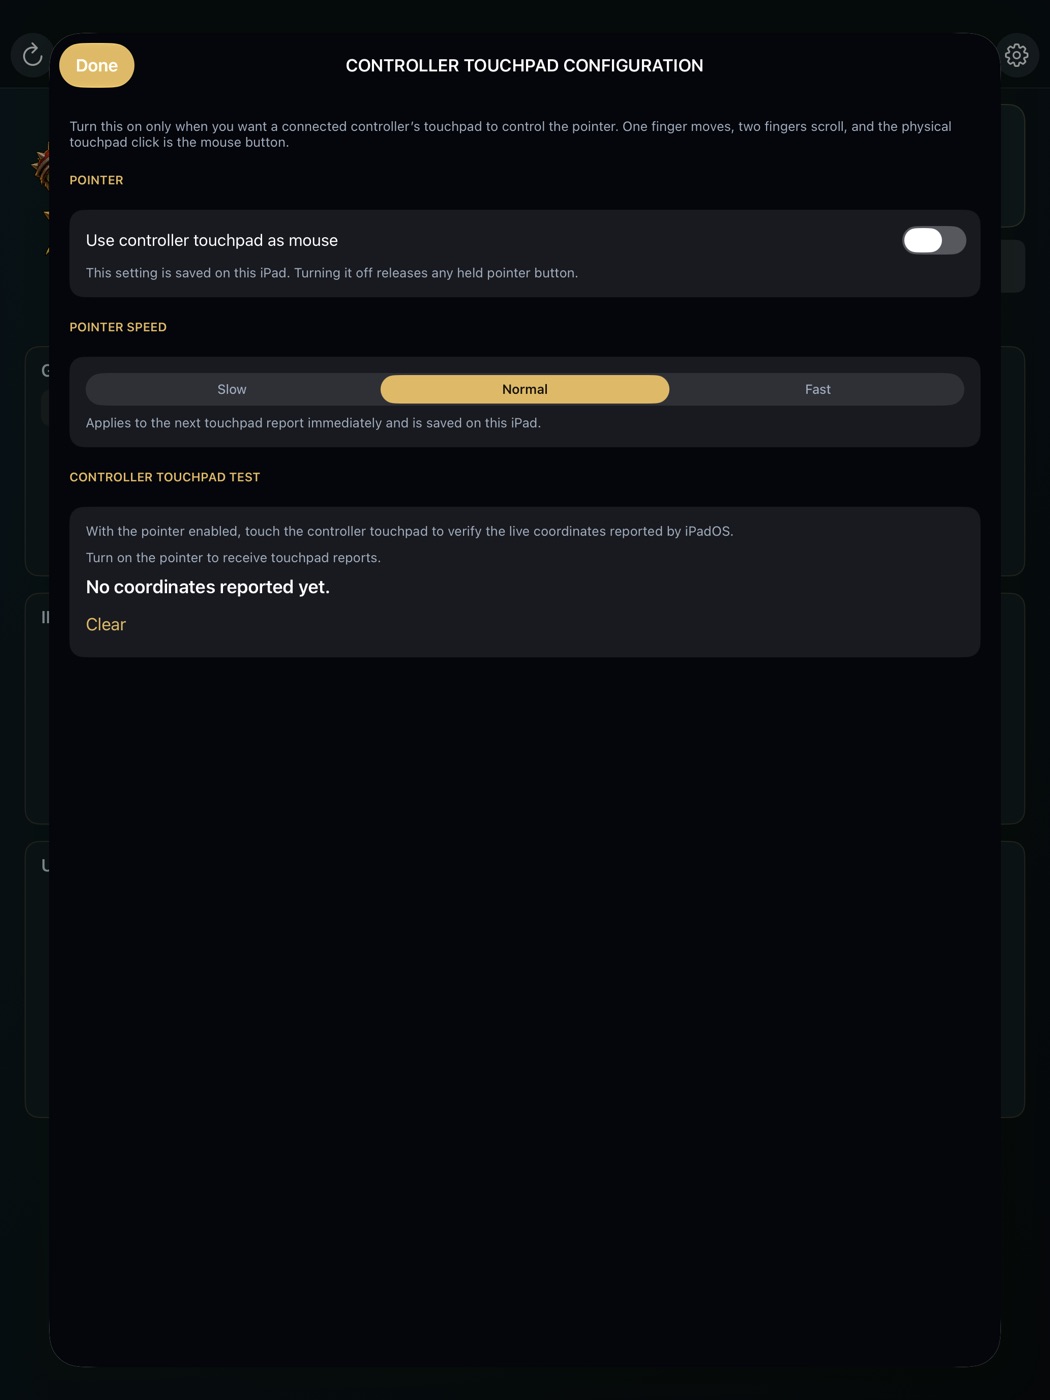 Done
CONTROLLER TOUCHPAD CONFIGURATION
Turn this on only when you want a connected controller's touchpad to control the pointer. One finger moves, two fingers scroll, and the physical
touchpad click is the mouse button.
POINTER
Use controller touchpad as mouse
This setting is saved on this iPad. Turning it off releases any held pointer button.
POINTER SPEED
Slow Normal Fast
Applies to the next touchpad report immediately and is saved on this iPad.
CONTROLLER TOUCHPAD TEST
With the pointer enabled, touch the controller touchpad to verify the live coordinates reported by iPadOS.
Turn on the pointer to receive touchpad reports.
No coordinates reported yet.
Clear